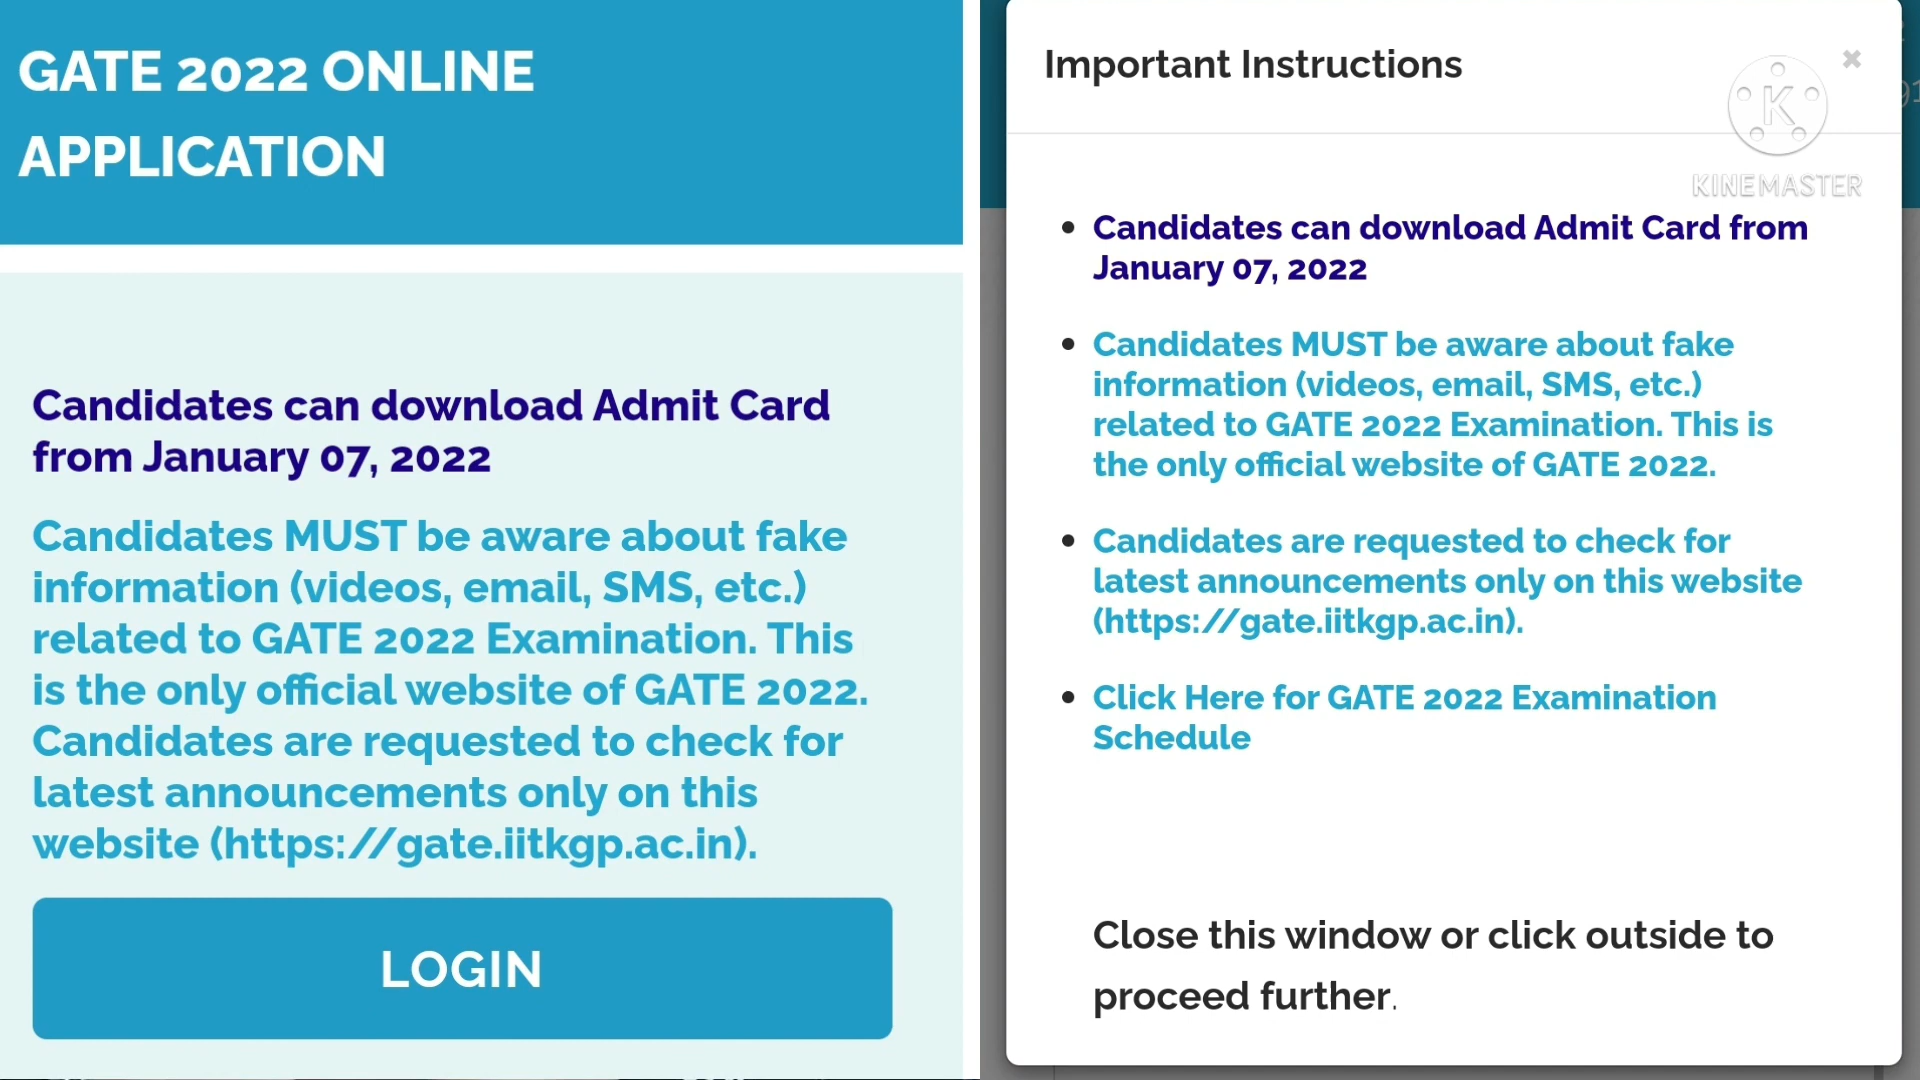 GATE 2022 ONLINE
APPLICATION
Candidates can download Admit Card
from January 07, 2022
Candidates MUST be aware about fake
information (videos, email, SMS, etc.)
related to GATE 2022 Examination. This
is the only official website of GATE 2022.
Candidates are requested to check for
latest announcements only on this
website (https://gate.iitkgp.ac.in).
LOGIN
Important Instructions
×
K
KINEMASTER
Candidates can download Admit Card from
January 07, 2022
Candidates MUST be aware about fake
information (videos, email, SMS, etc.)
related to GATE 2022 Examination. This is
the only official website of GATE 2022.
Candidates are requested to check for
latest announcements only on this website
(https://gate.iitkgp.ac.in).
Click Here for GATE 2022 Examination
Schedule
Close this window or click outside to
proceed further.